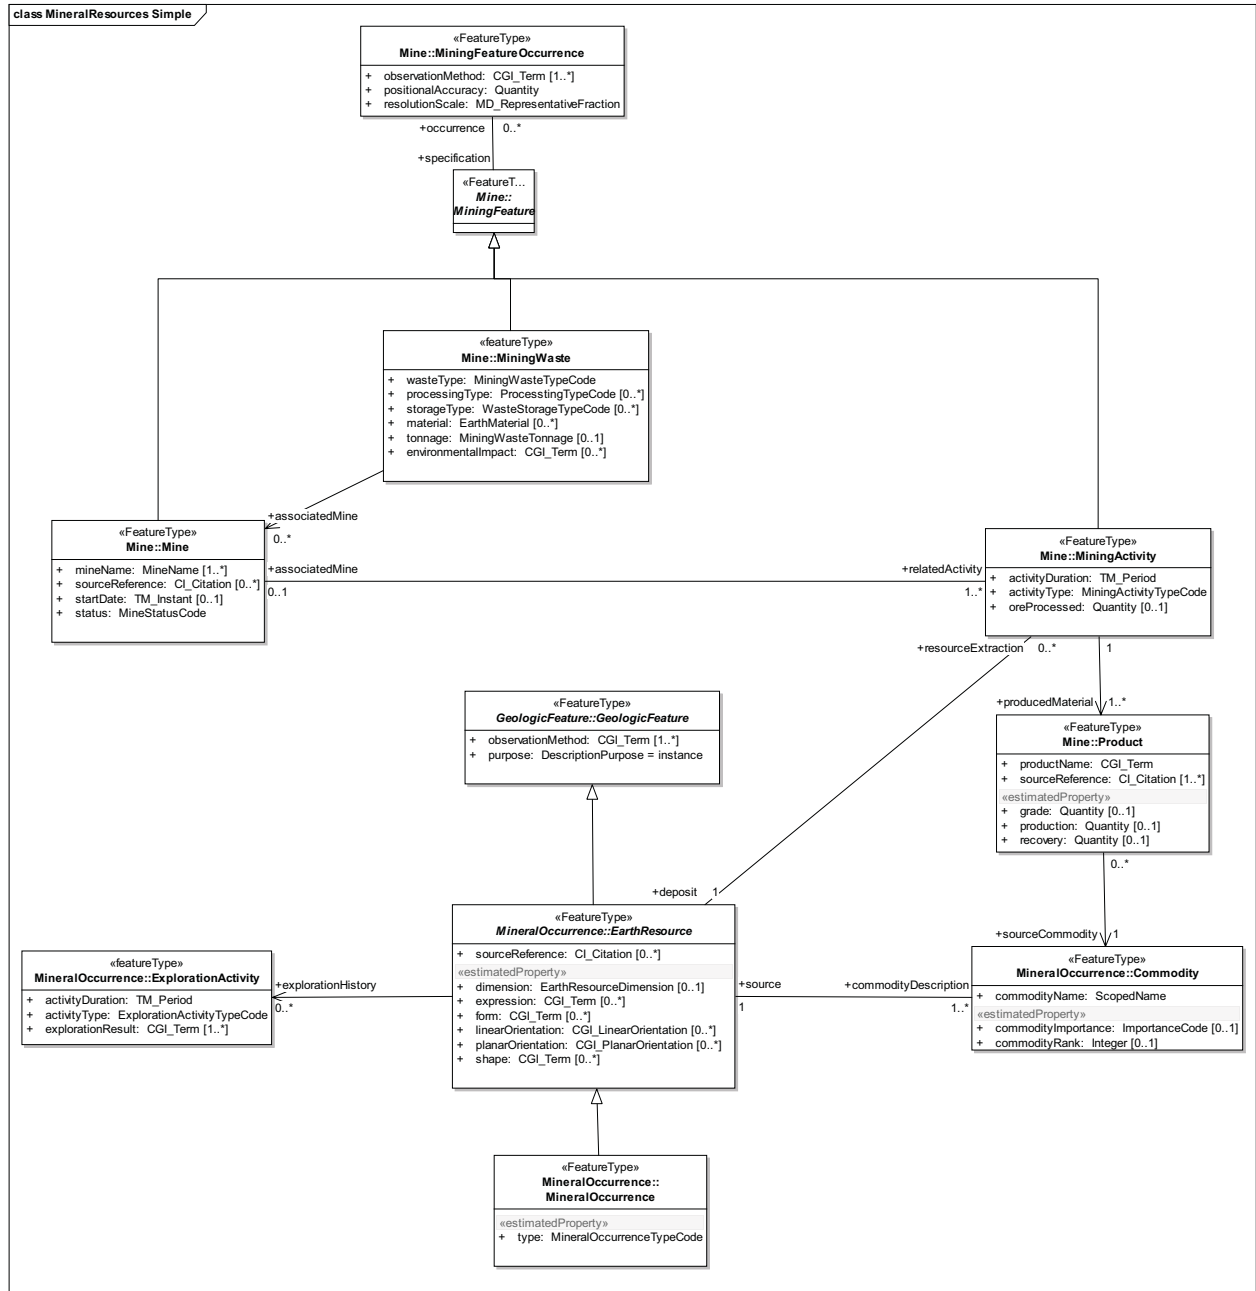 class MineralResources Simple
«FeatureType»
Mine::MiningFeatureOccurrence
+ observationMethod: CGI_Term [1..*]
+ positionalAccuracy: Quantity
+ resolutionScale: MD_RepresentativeFraction
+occurrence 0..*
+specification
«FeatureT...
Mine::
MiningFeature
«featureType»
Mine::MiningWaste
+ wasteType: MiningWasteTypeCode
+ processingType: ProcesstingTypeCode [0..*]
+ storageType: WasteStorageTypeCode [0..*]
+ material: EarthMaterial [0..*]
+ tonnage: MiningWasteTonnage [0..1]
+ environmentalImpact: CGI_Term [0..*]
+associatedMine
0..*
«FeatureType»
Mine::Mine
+ mineName: MineName [1..*]
+ sourceReference: CI_Citation [0..*]
+ startDate: TM_Instant [0..1]
+ status: MineStatusCode
+associatedMine
0..1
+relatedActivity
1..*
«FeatureType»
Mine::MiningActivity
+ activityDuration: TM_Period
+ activityType: MiningActivityTypeCode
+ oreProcessed: Quantity [0..1]
+resourceExtraction 0..*
1
+producedMaterial 1..*
«FeatureType»
Mine::Product
+ productName: CGI_Term
+ sourceReference: CI_Citation [1..*]
«estimatedProperty»
+ grade: Quantity [0..1]
+ production: Quantity [0..1]
+ recovery: Quantity [0..1]
0..*
+sourceCommodity 1
«FeatureType»
GeologicFeature::GeologicFeature
+ observationMethod: CGI_Term [1..*]
+ purpose: DescriptionPurpose = instance
+deposit 1
«FeatureType»
MineralOccurrence::EarthResource
+ sourceReference: CI_Citation [0..*]
«estimatedProperty»
+ dimension: EarthResourceDimension [0..1]
+ expression: CGI_Term [0..*]
+ form: CGI_Term [0..*]
+ linearOrientation: CGI_LinearOrientation [0..*]
+ planarOrientation: CGI_PlanarOrientation [0..*]
+ shape: CGI_Term [0..*]
«featureType»
MineralOccurrence::ExplorationActivity
+ activityDuration: TM_Period
+ activityType: ExplorationActivityTypeCode
+ explorationResult: CGI_Term [1..*]
+explorationHistory
0..*
+source
1
+commodityDescription
1..*
«FeatureType»
MineralOccurrence::Commodity
+ commodityName: ScopedName
«estimatedProperty»
+ commodityImportance: ImportanceCode [0..1]
+ commodityRank: Integer [0..1]
«FeatureType»
MineralOccurrence::
MineralOccurrence
«estimatedProperty»
+ type: MineralOccurrenceTypeCode